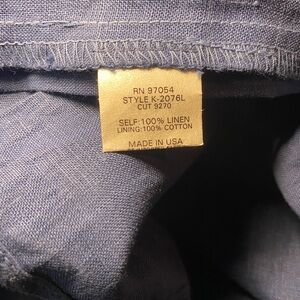 RN 97054
STYLE K-2076L
CUT 9270
SELF:100% LINEN
LINING:100% COTTON
MADE IN USA